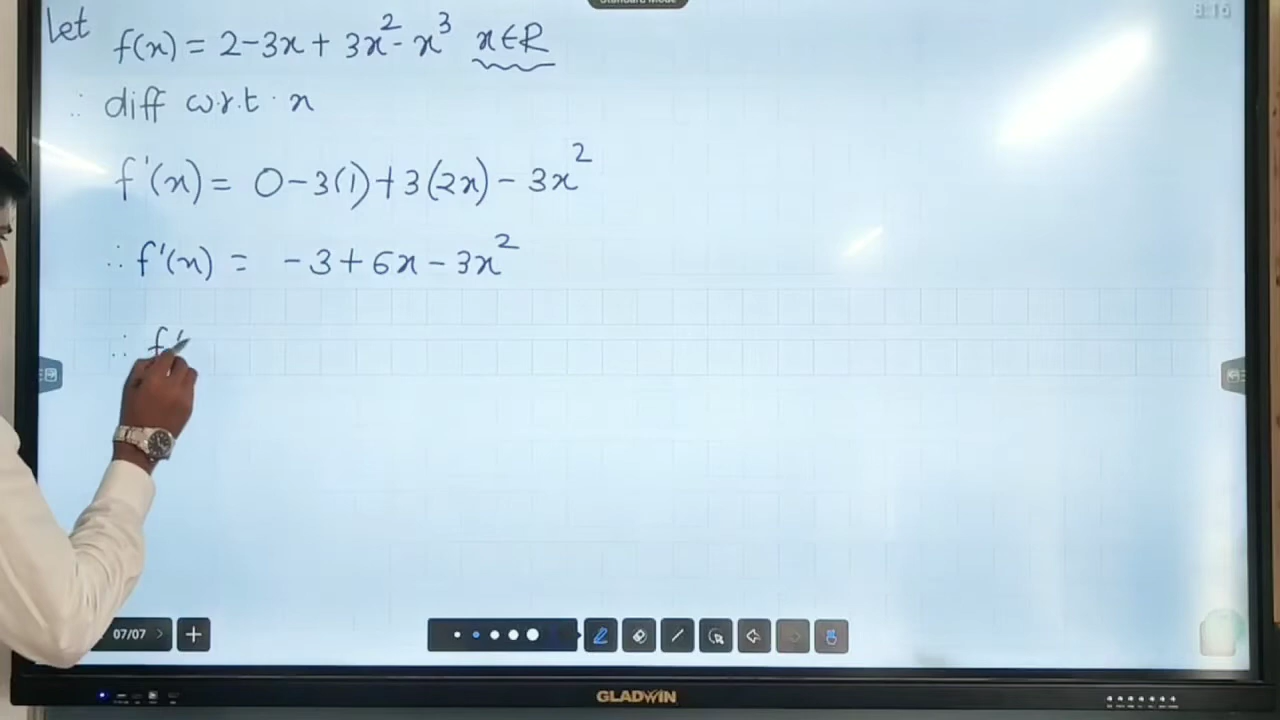 Let f(x) = 2-3x + 3x² - x³ x∈R
∴ diff w.r.t. x
f'(x) = 0-3(1)+3(2x) - 3x²
∴ f'(x) = -3+6x-3x²
∴ f'
07/07
GLADWIN